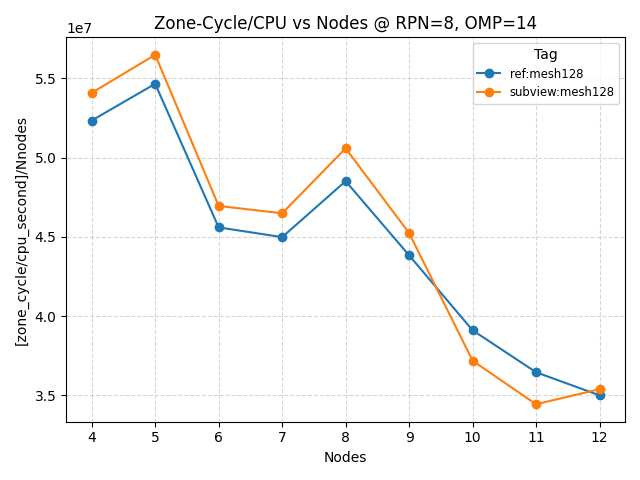 Zone-Cycle/CPU vs Nodes @ RPN=8, OMP=14
1e7
Tag
ref:mesh128
subview:mesh128
[zone_cycle/cpu_second]/Nnodes
5.5
5.0
4.5
4.0
3.5
4 5 6 7 8 9 10 11 12
Nodes